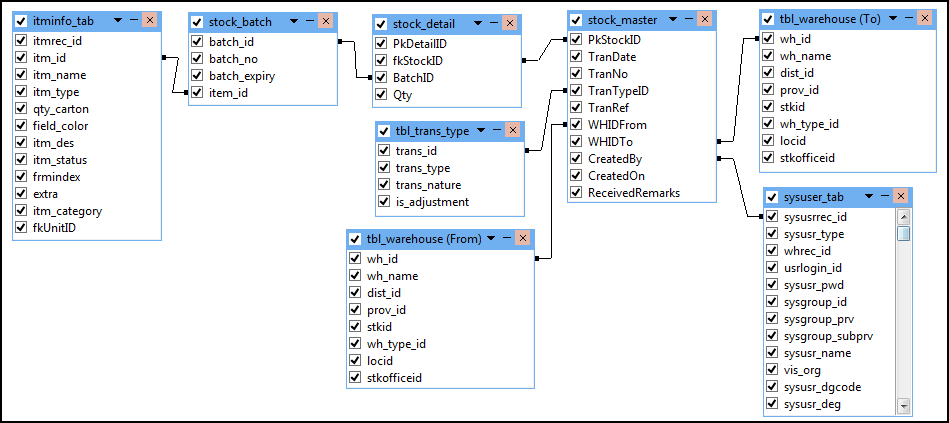 itminfo_tab
itmrec_id
itm_id
itm_name
itm_type
qty_carton
field_color
itm_des
itm_status
frmindex
extra
itm_category
fkUnitID
stock_batch
batch_id
batch_no
batch_expiry
item_id
stock_detail
PkDetailID
fkStockID
BatchID
Qty
tbl_trans_type
trans_id
trans_type
trans_nature
is_adjustment
tbl_warehouse (From)
wh_id
wh_name
dist_id
prov_id
stkid
wh_type_id
locid
stkofficeid
stock_master
PkStockID
TranDate
TranNo
TranTypeID
TranRef
WHIDFrom
WHIDTo
CreatedBy
CreatedOn
ReceivedRemarks
tbl_warehouse (To)
wh_id
wh_name
dist_id
prov_id
stkid
wh_type_id
locid
stkofficeid
sysuser_tab
sysusrrec_id
sysusr_type
whrec_id
usrlogin_id
sysusr_pwd
sysgroup_id
sysgroup_prv
sysgroup_subprv
sysusr_name
vis_org
sysusr_dgcode
sysusr_deg